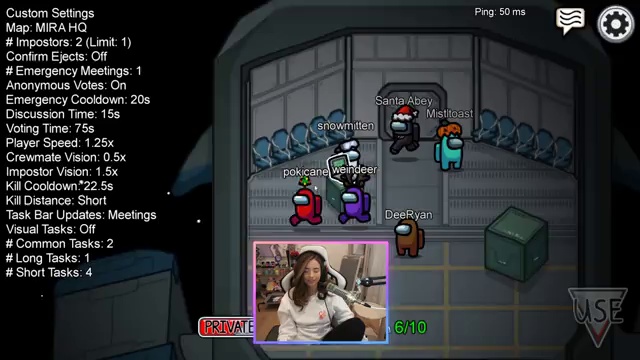 Custom Settings
Map: MIRA HQ
# Impostors: 2 (Limit: 1)
Confirm Ejects: Off
# Emergency Meetings: 1
Anonymous Votes: On
Emergency Cooldown: 20s
Discussion Time: 15s
Voting Time: 75s
Player Speed: 1.25x
Crewmate Vision: 0.5x
Impostor Vision: 1.5x
Kill Cooldown: 22.5s
Kill Distance: Short
Task Bar Updates: Meetings
Visual Tasks: Off
# Common Tasks: 2
# Long Tasks: 1
# Short Tasks: 4
Ping: 50 ms
Santa Abey
Mistltoast
snowmitten
pokicane
weindeer
DeeRyan
PRIVATE
6/10
USE